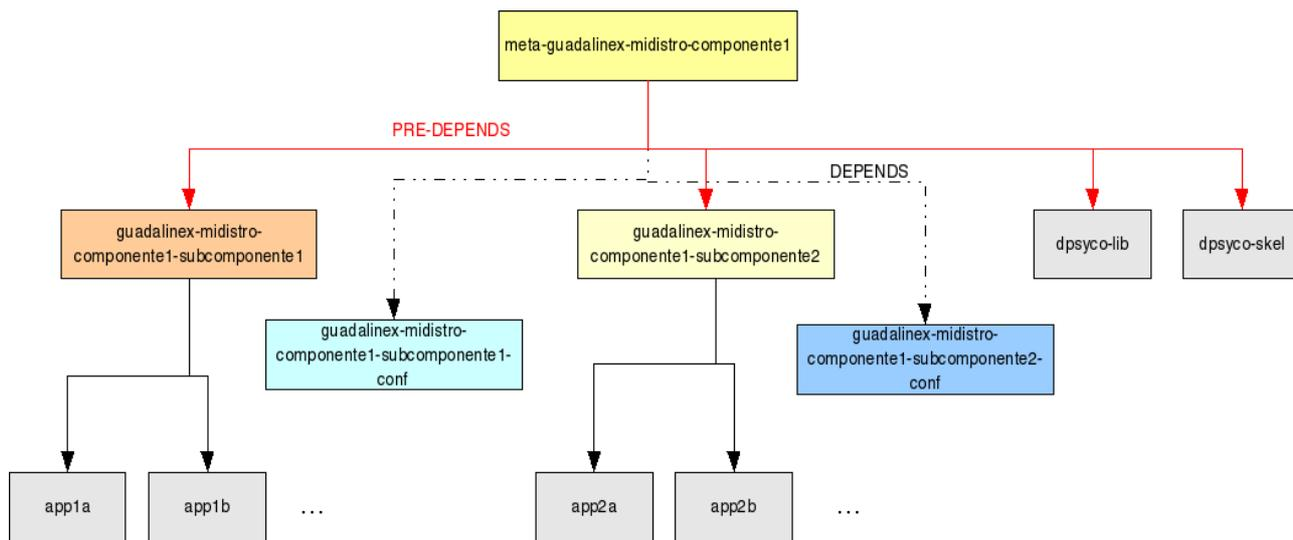 meta-guadalinex-midistro-componente1
PRE-DEPENDS
DEPENDS
guadalinex-midistro-
componente1-subcomponente1
guadalinex-midistro-
componente1-subcomponente2
dpsyco-lib
dpsyco-skel
guadalinex-midistro-
componente1-subcomponente1-
conf
guadalinex-midistro-
componente1-subcomponente2-
conf
app1a
app1b
...
app2a
app2b
...